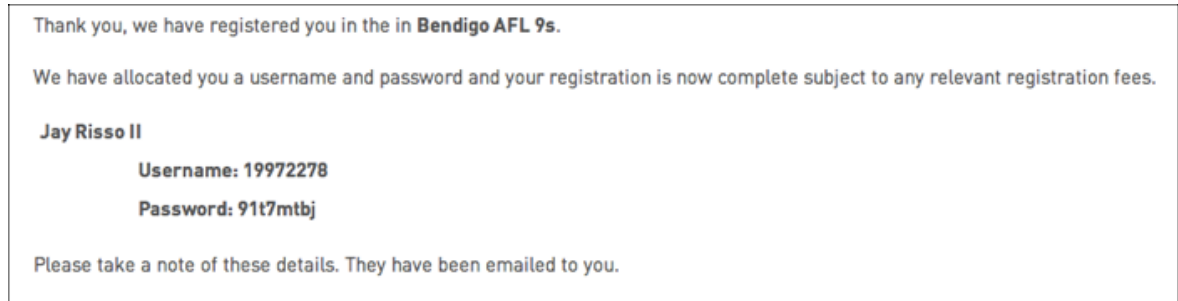 Thank you, we have registered you in the in Bendigo AFL 9s.
We have allocated you a username and password and your registration is now complete subject to any relevant registration fees.
Jay Risso II
Username: 19972278
Password: 91t7mtbj
Please take a note of these details. They have been emailed to you.